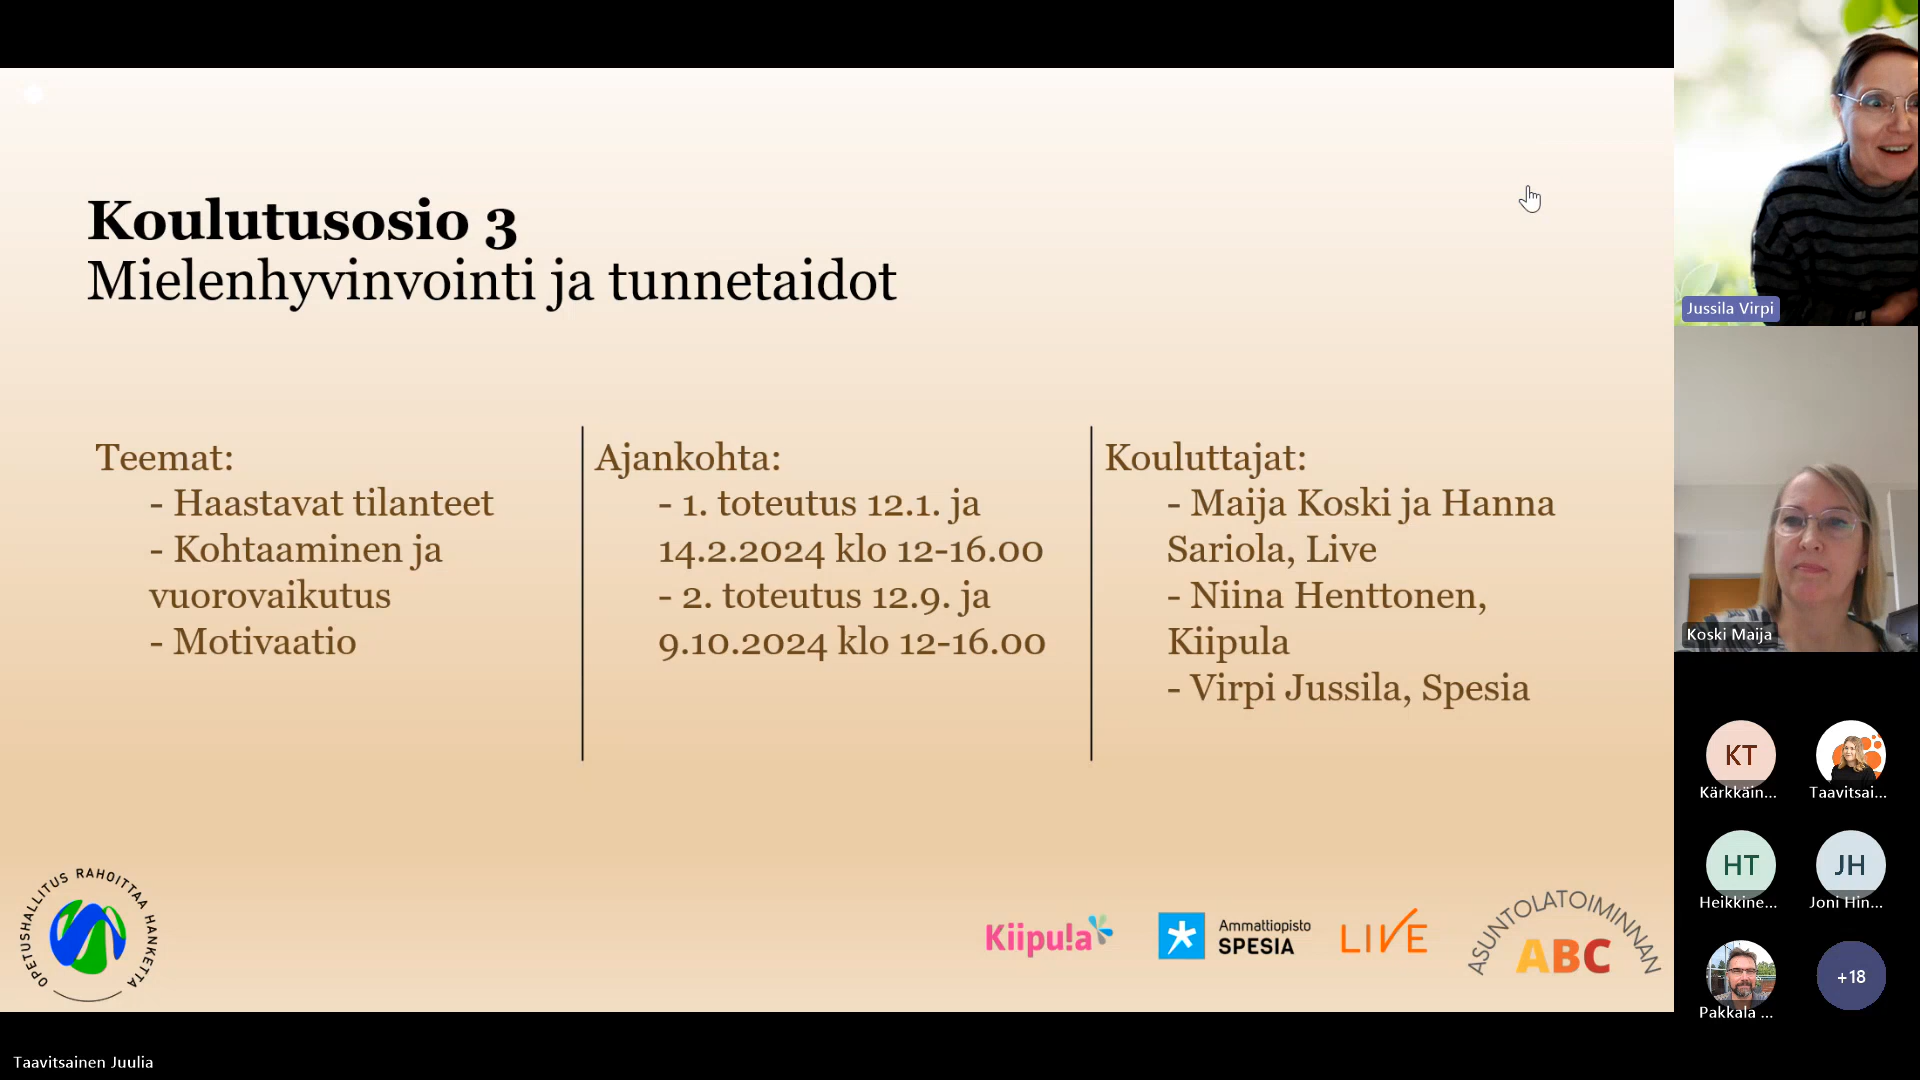 Koulutusosio 3
Mielenhyvinvointi ja tunnetaidot
Teemat:
- Haastavat tilanteet
- Kohtaaminen ja
vuorovaikutus
- Motivaatio
Ajankohta:
- 1. toteutus 12.1. ja
14.2.2024 klo 12-16.00
- 2. toteutus 12.9. ja
9.10.2024 klo 12-16.00
Kouluttajat:
- Maija Koski ja Hanna
Sariola, Live
- Niina Henttonen,
Kiipula
- Virpi Jussila, Spesia
OPETUSHALLITUS RAHOITTAA HANKETTA
Kiipula
Ammattiopisto
SPESIA
LIVE
ASUNTOLATOIMINNAN
ABC
Jussila Virpi
Koski Maija
KT
Kärkkäin...
Taavitsai...
HT
Heikkine...
JH
Joni Hin...
Pakkala ...
+18
Taavitsainen Juulia